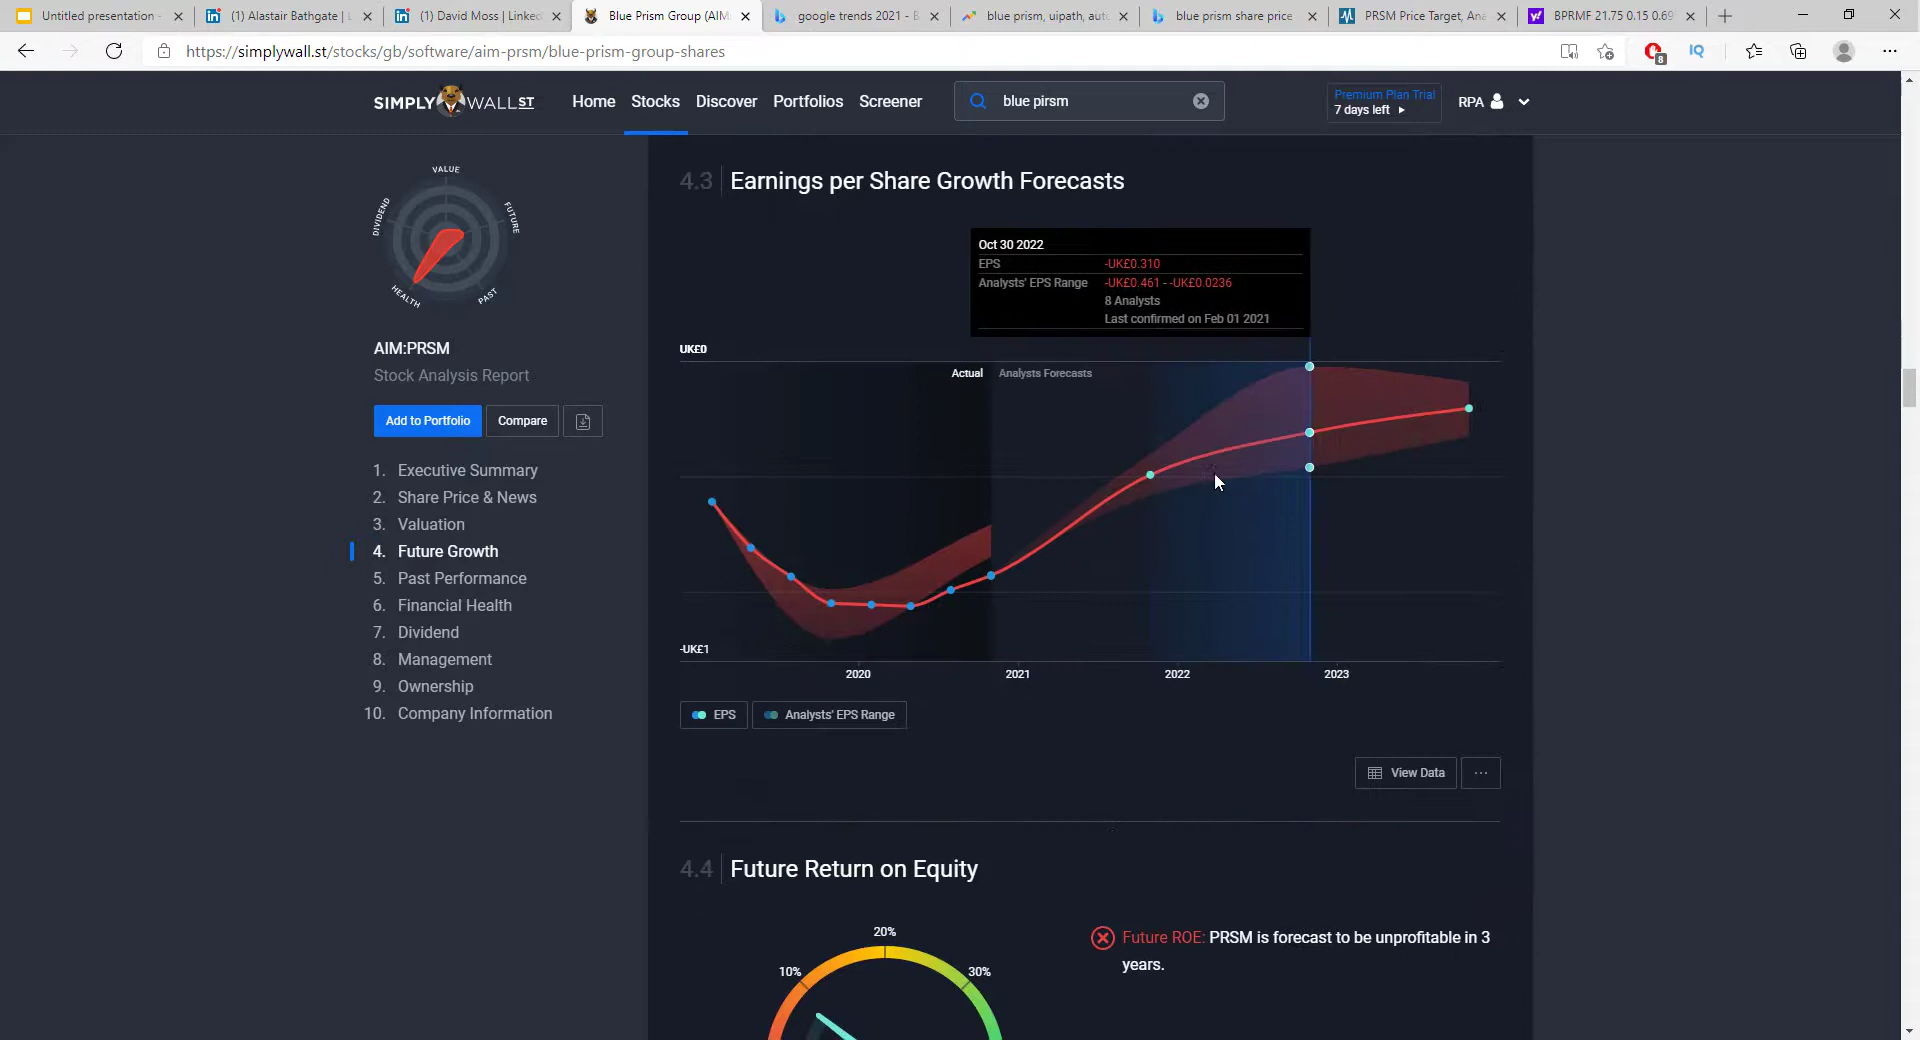 Untitled presentation
(1) Alastair Bathgate | L
(1) David Moss | Linked
Blue Prism Group (AIM:
google trends 2021 - B
blue prism, uipath, auto
blue prism share price
PRSM Price Target, Ana
BPRMF 21.75 0.15 0.69
https://simplywall.st/stocks/gb/software/aim-prsm/blue-prism-group-shares
8
IQ
SIMPLY WALL ST
Home
Stocks
Discover
Portfolios
Screener
blue pirsm
Premium Plan Trial
7 days left
RPA
VALUE
FUTURE
PAST
HEALTH
DIVIDEND
AIM:PRSM
Stock Analysis Report
Add to Portfolio
Compare
1. Executive Summary
2. Share Price & News
3. Valuation
4. Future Growth
5. Past Performance
6. Financial Health
7. Dividend
8. Management
9. Ownership
10. Company Information
4.3 Earnings per Share Growth Forecasts
Oct 30 2022
EPS -UK£0.310
Analysts' EPS Range -UK£0.461 - -UK£0.0236
8 Analysts
Last confirmed on Feb 01 2021
UK£0
Actual
Analysts Forecasts
-UK£1
2020
2021
2022
2023
EPS
Analysts' EPS Range
View Data
4.4 Future Return on Equity
20%
10%
30%
Future ROE: PRSM is forecast to be unprofitable in 3
years.